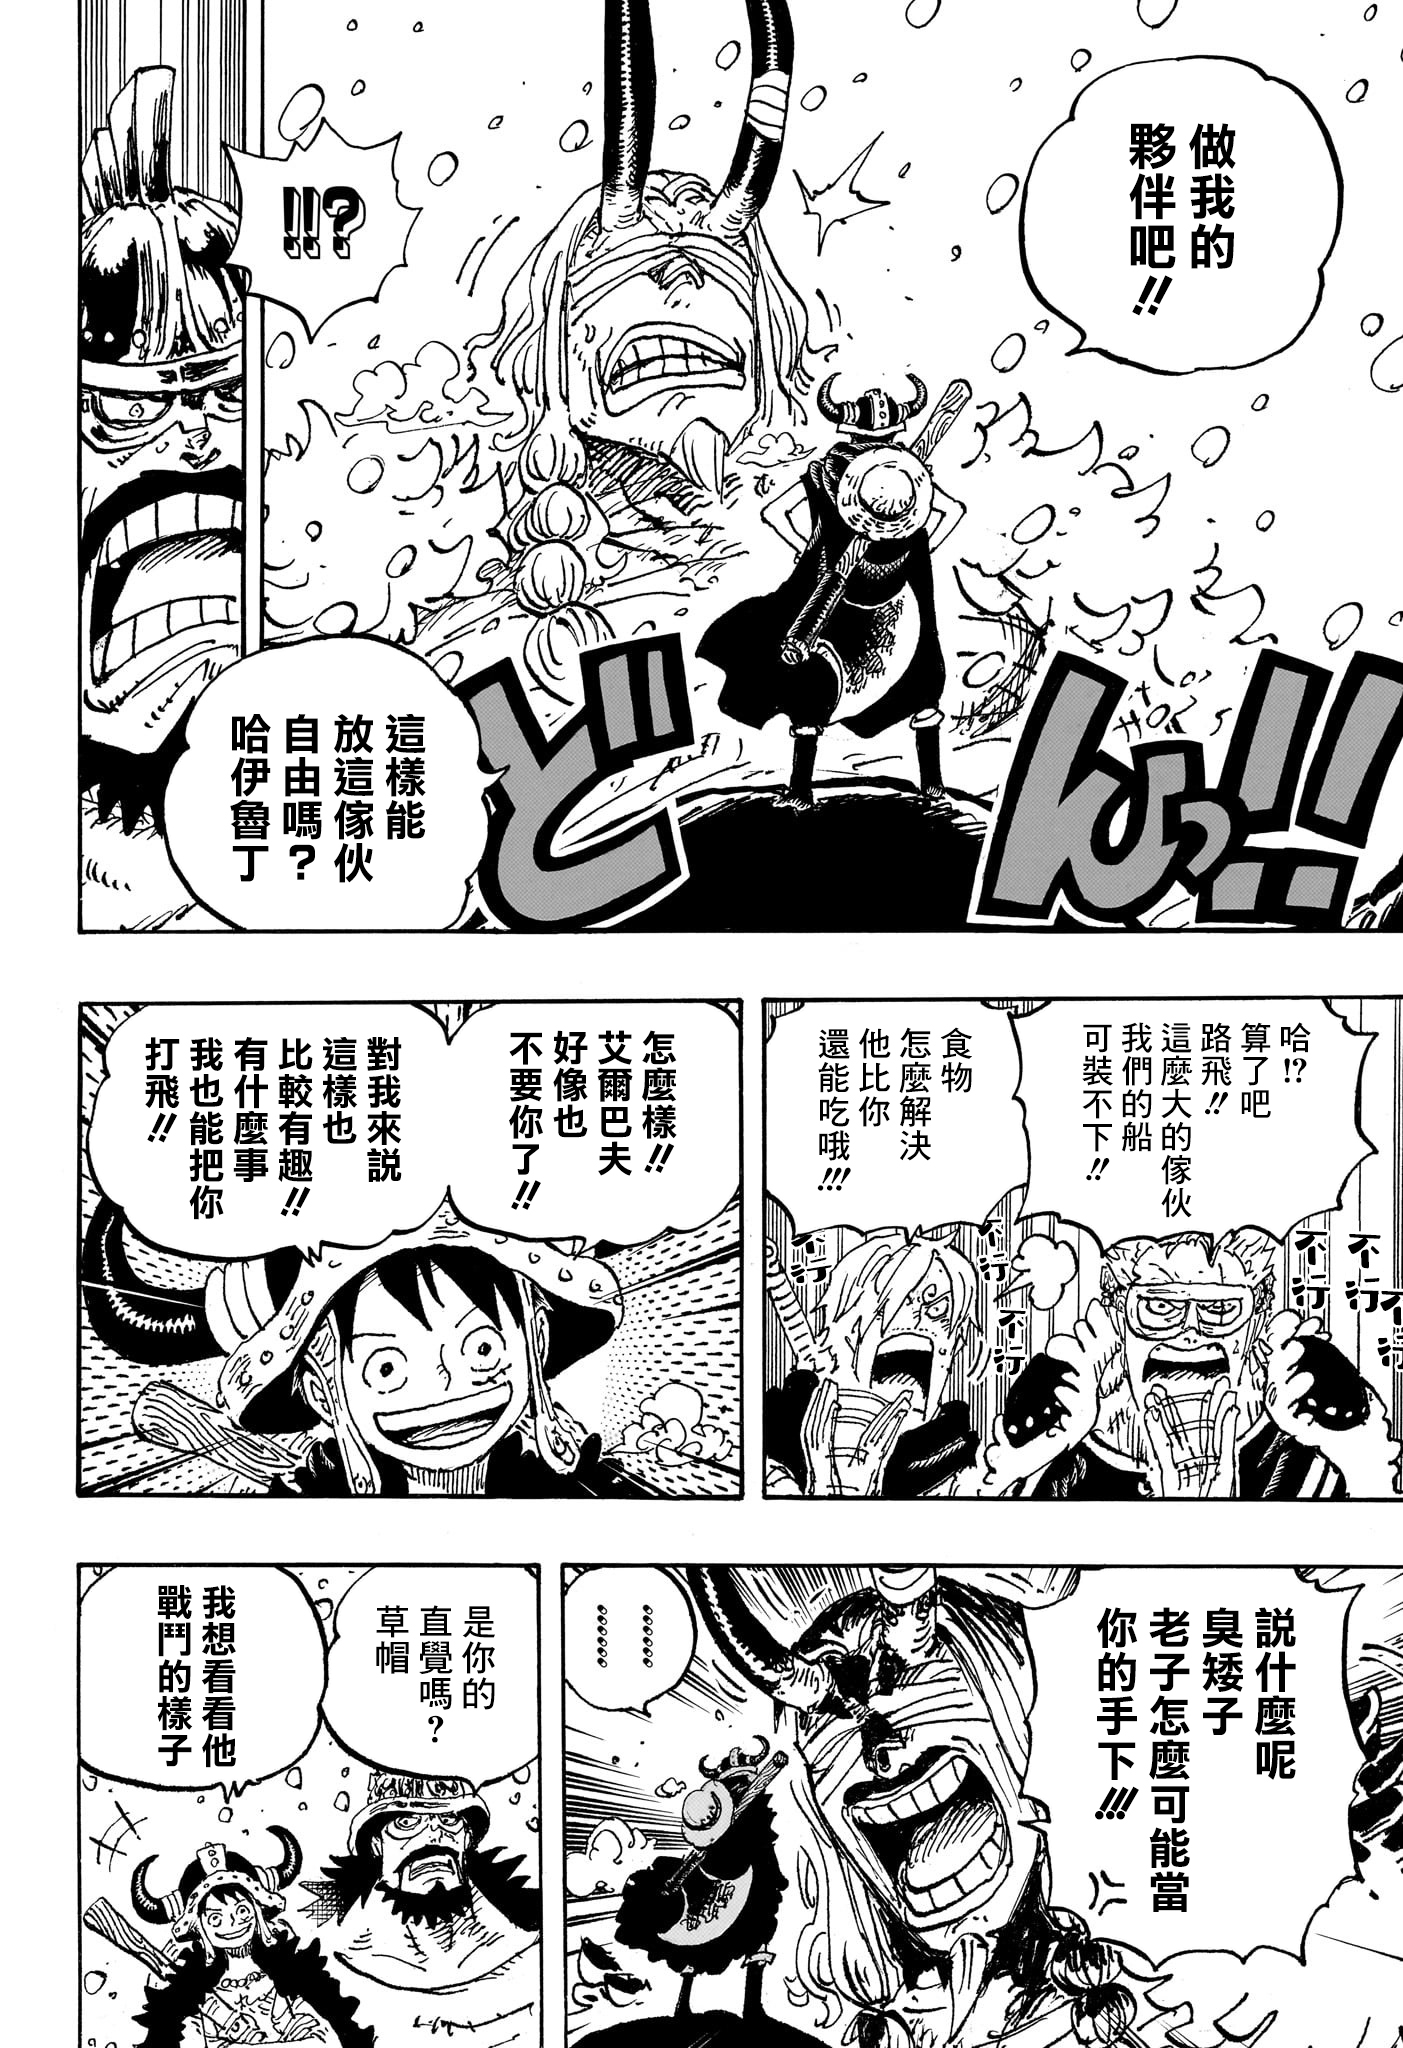 做我的
夥伴吧!!
!!?
どんっ!!
這樣能
放這傢伙
自由嗎？
哈伊魯丁
哈!?
算了吧
路飛!!
這麼大的傢伙
我們的船
可裝不下!!
食物
怎麼解決
他比你
還能吃哦!!!
不行
不行
不行
不行
不行
不行
怎麼樣!!
艾爾巴夫
好像也
不要你了!!
對我來說
這樣也
比較有趣!!
有什麼事
我也能把你
打飛!!
說什麼呢
臭矮子
老子怎麼可能當
你的手下!!!
……
……
是你的
直覺嗎？
草帽
我想看看他
戰鬥的樣子